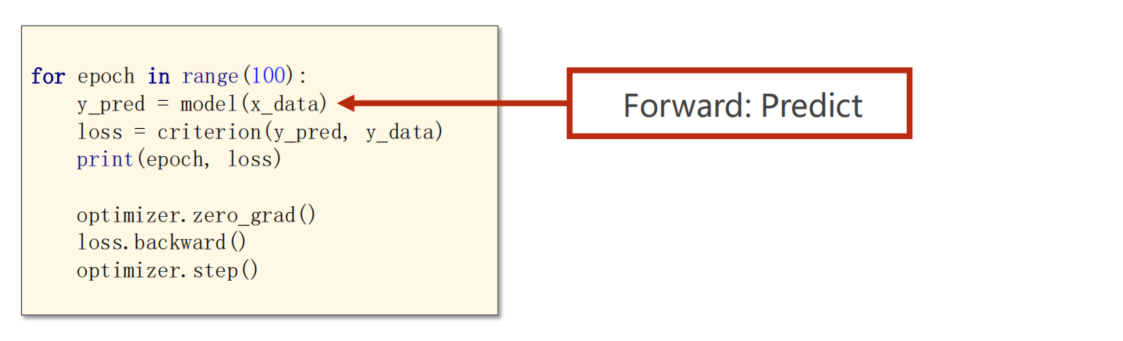 for epoch in range(100):
    y_pred = model(x_data)
    loss = criterion(y_pred, y_data)
    print(epoch, loss)
    optimizer.zero_grad()
    loss.backward()
    optimizer.step()
Forward: Predict